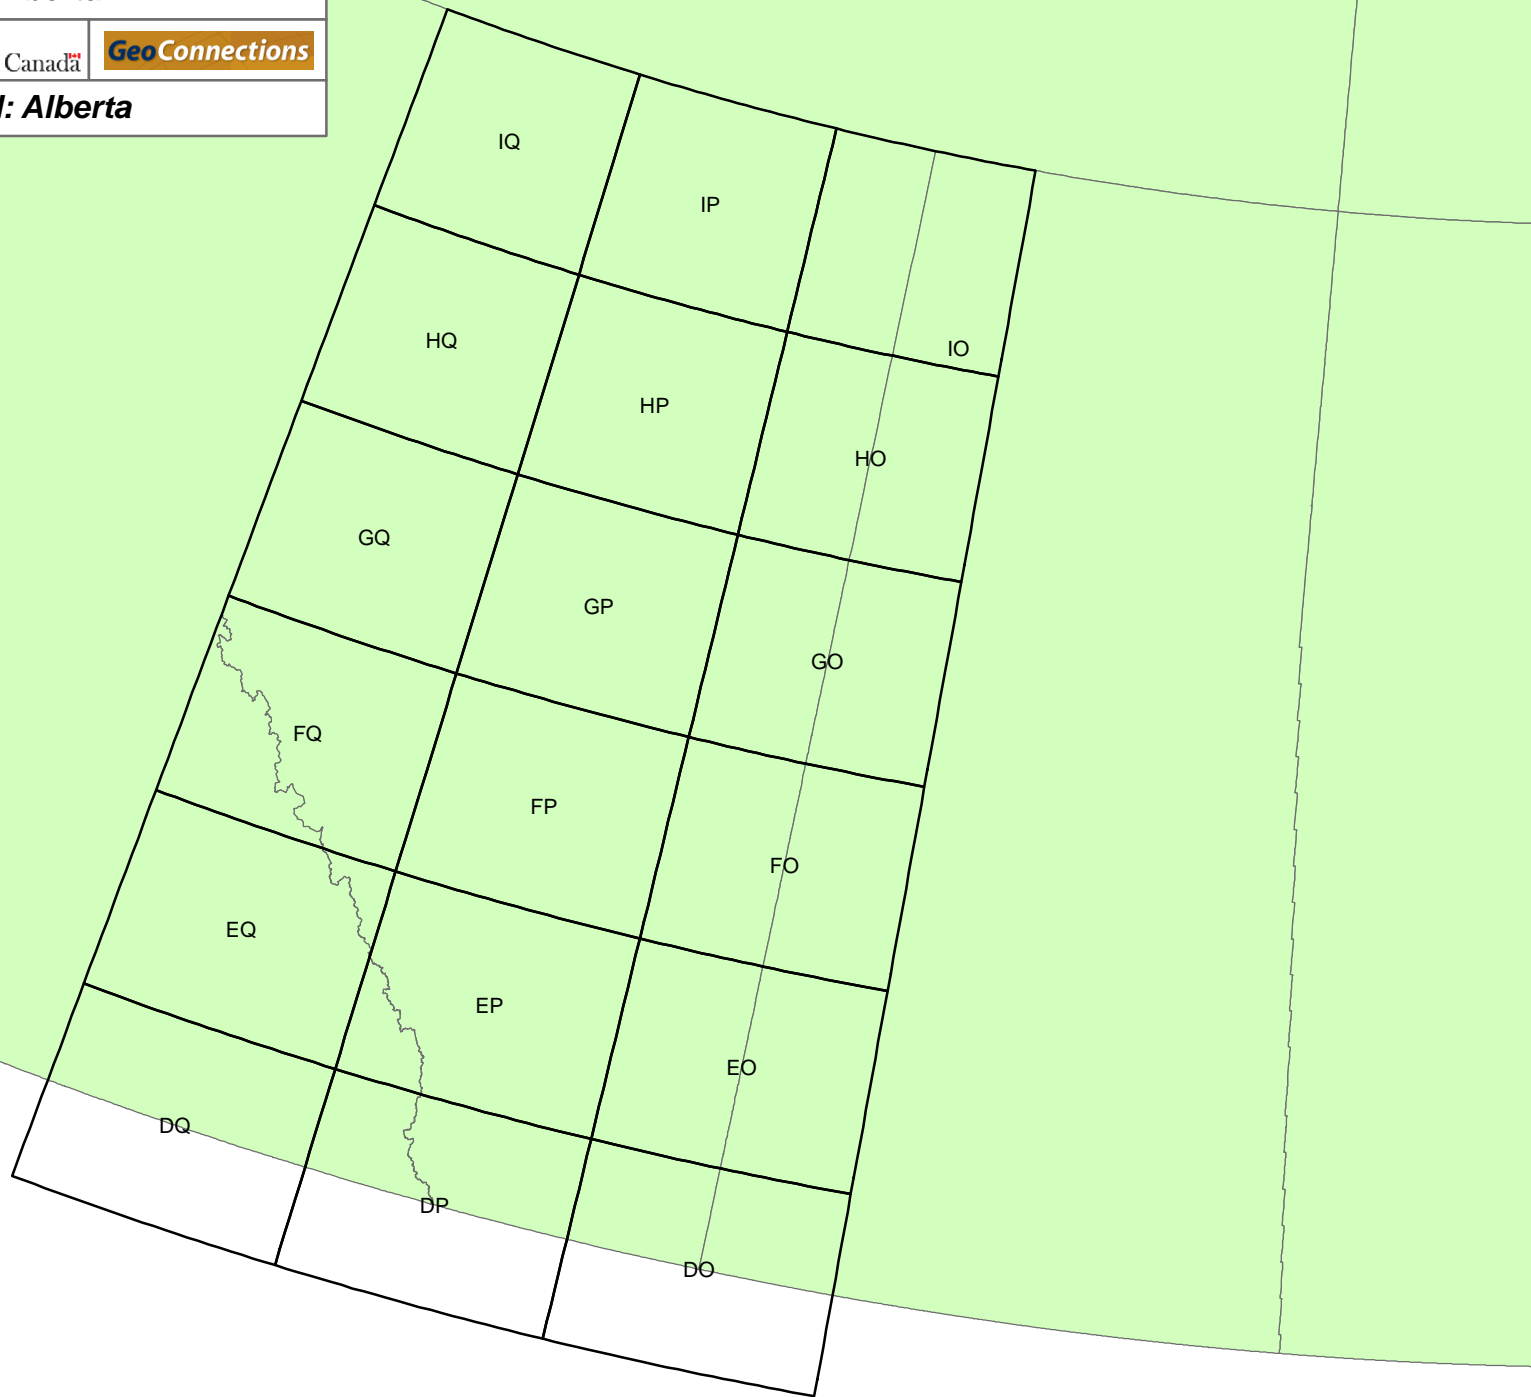 Canada
GeoConnections
: Alberta
IQ
IP
HQ
IO
HP
HO
GQ
GP
GO
FQ
FP
FO
EQ
EP
EO
DQ
DP
DO